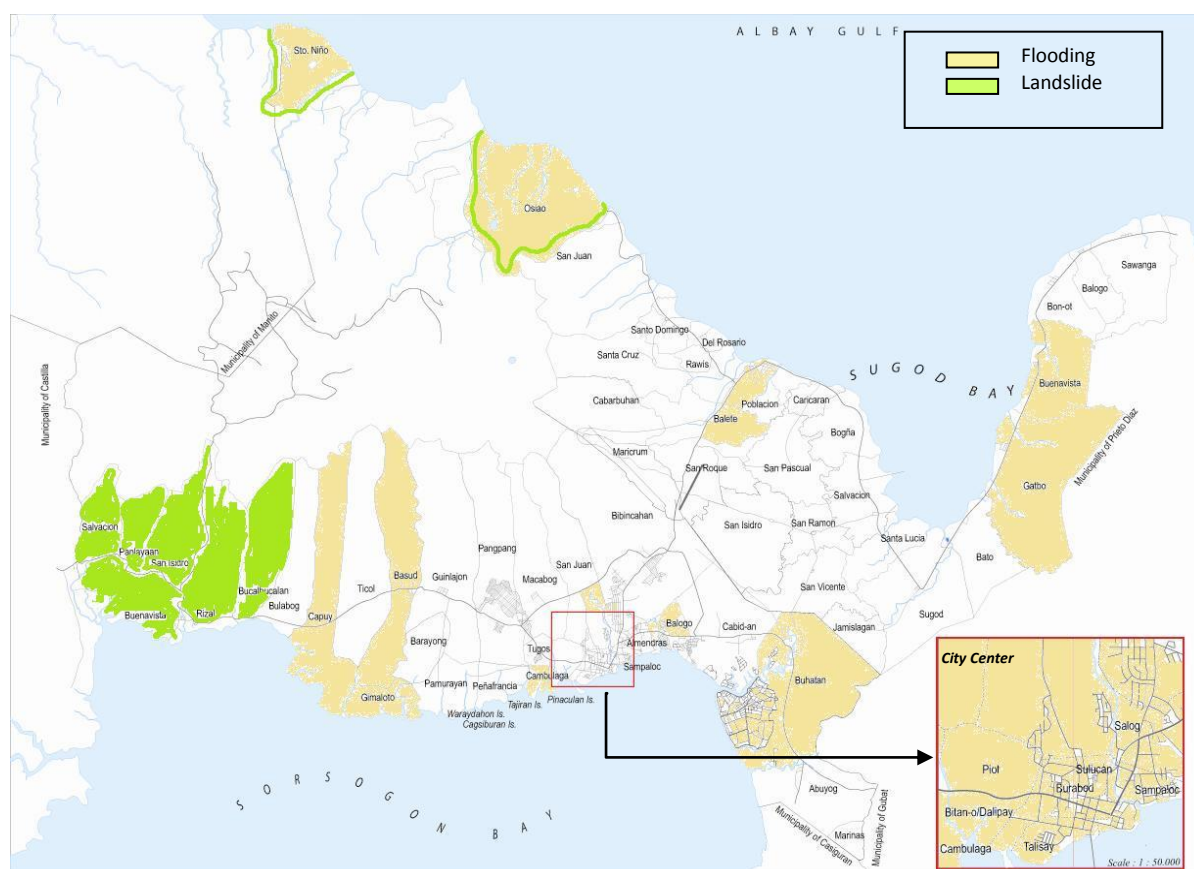 ALBAY GULF
Flooding
Landslide
Sto. Niño
Osiao
San Juan
Sawanga
Balogo
Bon-ot
Santo Domingo
Del Rosario
Santa Cruz
Rawis
Municipality of Manito
Municipality of Castilla
SUGOD BAY
Buenavista
Municipality of Prieto Diaz
Cabarbuhan
Poblacion
Caricaran
Balete
Bogña
Maricrum
San Roque
San Pascual
Gatbo
Salvacion
Bibincahan
San Isidro
San Ramon
Santa Lucia
Bato
Salvacion
Panlayaan
San Isidro
Pangpang
San Juan
Macabog
Basud
Guinlajon
Ticol
Bucalbucalan
Bulabog
Buenavista
Rizal
Capuy
San Vicente
Sugod
Jamislagan
Balogo
Cabid-an
Almendras
Barayong
Tugos
Sampaloc
Cambulaga
Buhatan
Gimaloto
Pamurayan
Peñafrancia
Pinaculan Is.
Tajiran Is.
Waraydahon Is.
Cagsiburan Is.
SORSOGON BAY
Abuyog
Marinas
Municipality of Casiguran
Municipality of Gubat
City Center
Salog
Piot
Sulucan
Burabod
Sampaloc
Bitan-o/Dalipay
Cambulaga
Talisay
Scale : 1 : 50.000